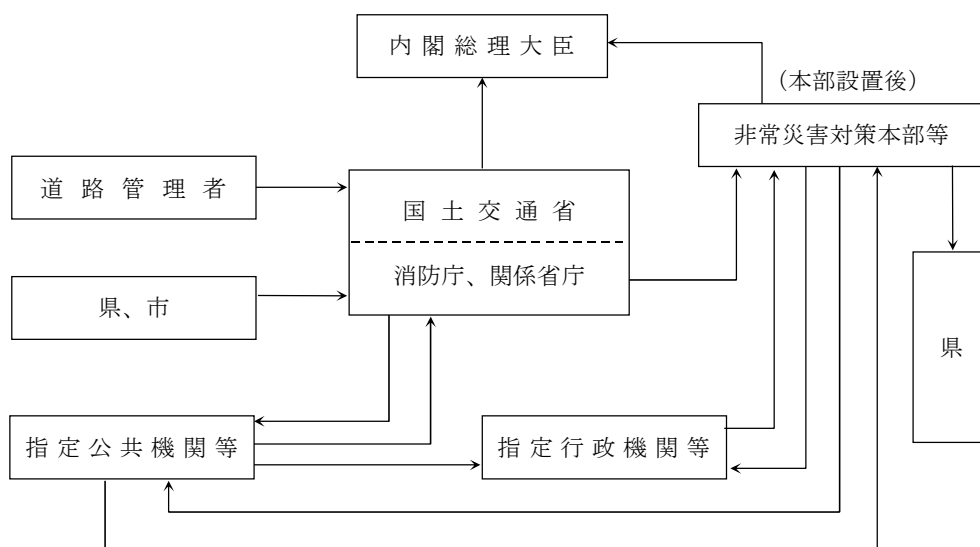 内閣総理大臣
（本部設置後）
非常災害対策本部等
道路管理者
国土交通省
消防庁、関係省庁
県、市
県
指定公共機関等
指定行政機関等